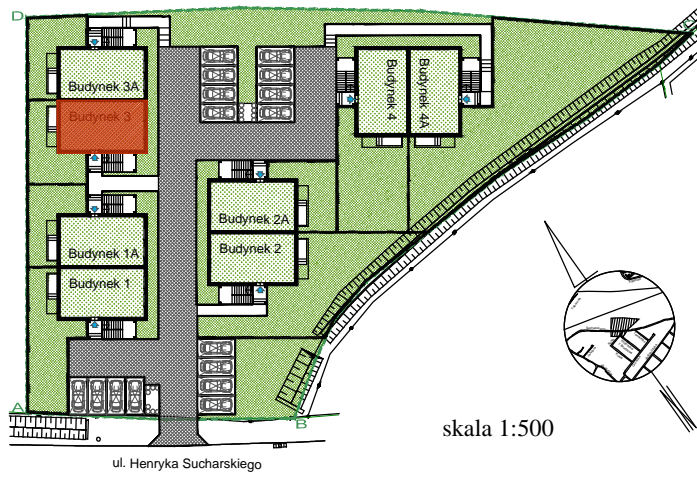 D
Budynek 3A
Budynek 3
Budynek 4
Budynek 4A
Budynek 2A
Budynek 2
Budynek 1A
Budynek 1
A
B
skala 1:500
ul. Henryka Sucharskiego